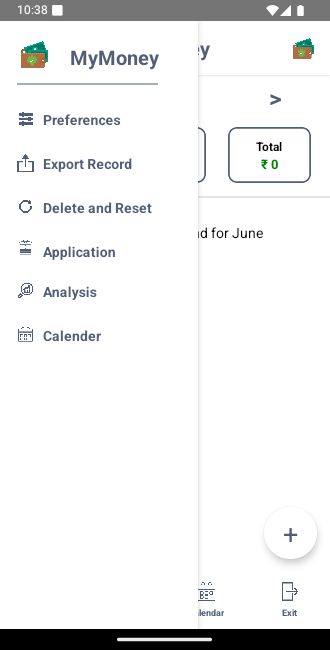 10:38
MyMoney
ey
>
Total
₹ 0
Preferences
Export Record
nd for June
Delete and Reset
Application
Analysis
Calender
+
lendar
Exit